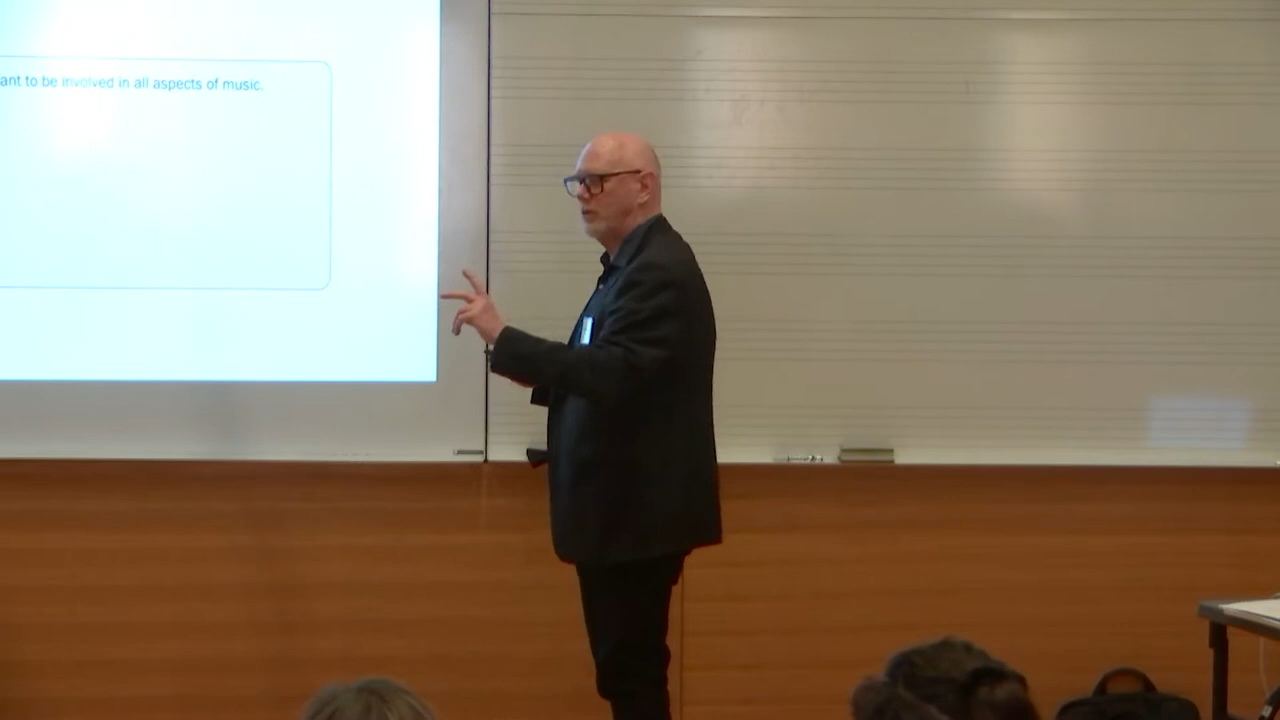 ant to be involved in all aspects of music.